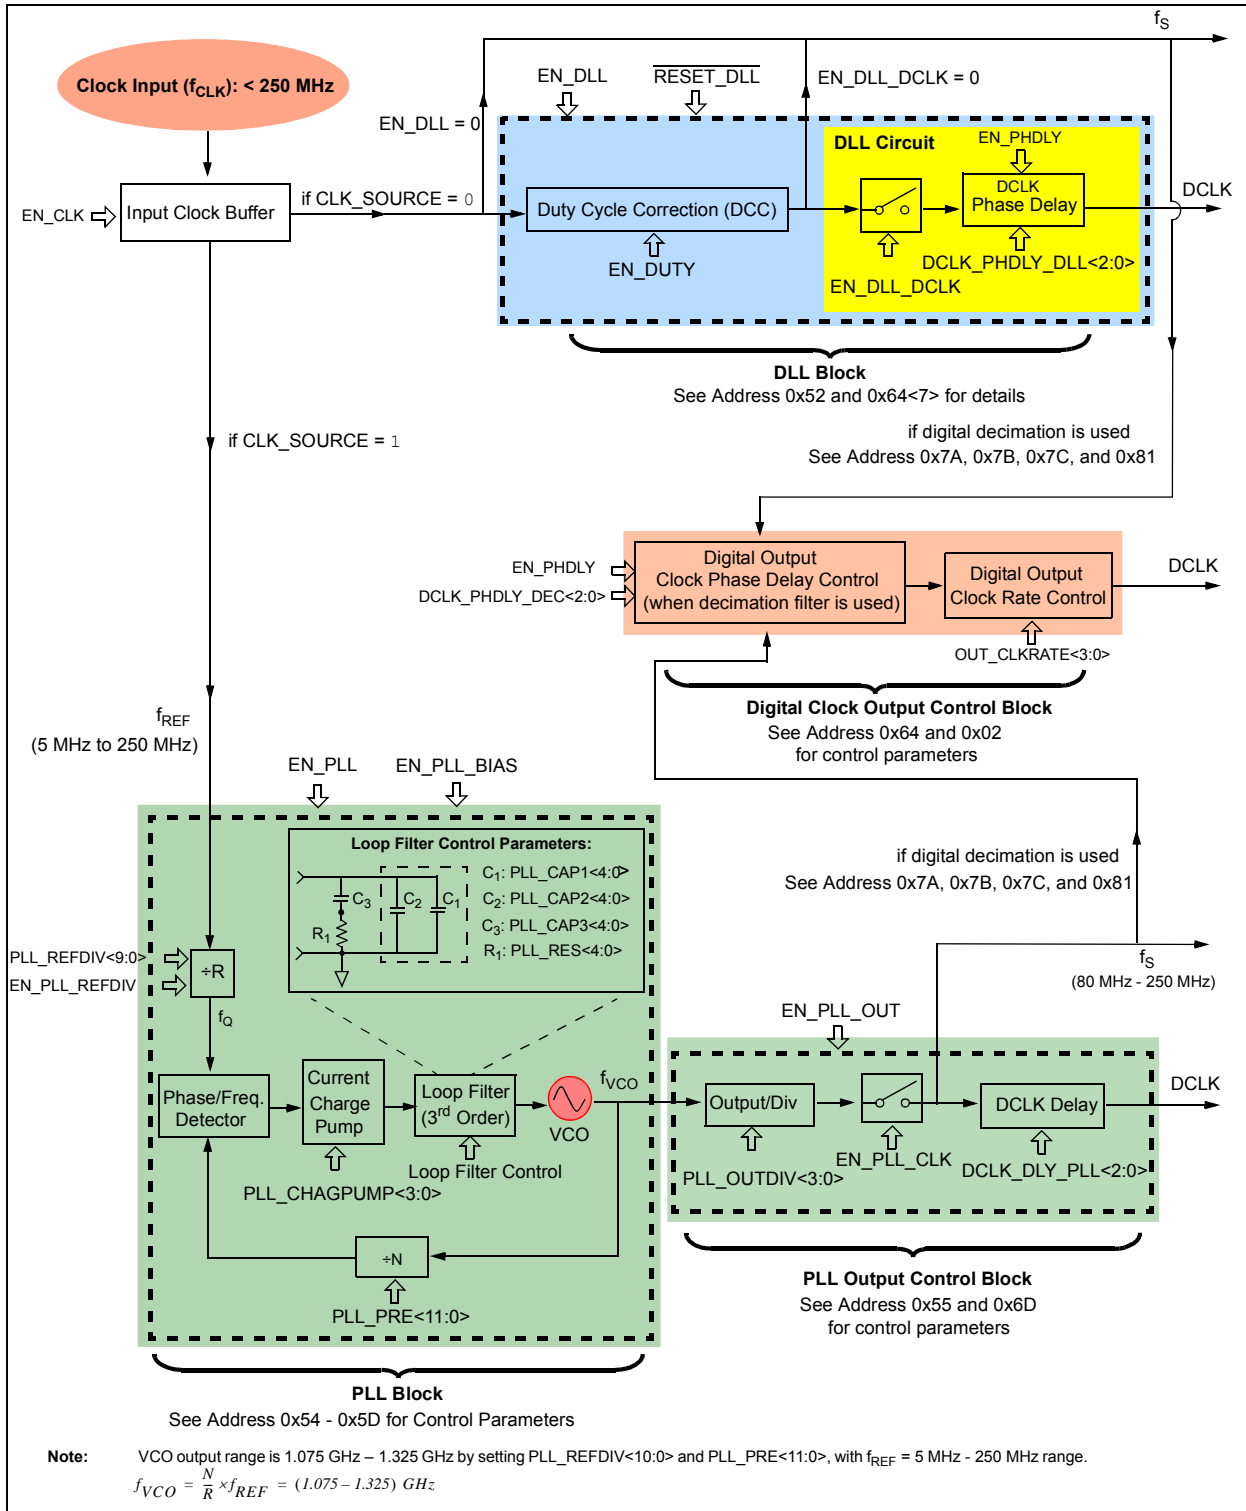 f_S
Clock Input (f_CLK): < 250 MHz
EN_DLL
RESET_DLL
EN_DLL_DCLK = 0
EN_DLL = 0
DLL Circuit
EN_PHDLY
EN_CLK
Input Clock Buffer
if CLK_SOURCE = 0
Duty Cycle Correction (DCC)
DCLK
Phase Delay
DCLK
EN_DUTY
DCLK_PHDLY_DLL<2:0>
EN_DLL_DCLK
DLL Block
See Address 0x52 and 0x64<7> for details
if CLK_SOURCE = 1
if digital decimation is used
See Address 0x7A, 0x7B, 0x7C, and 0x81
EN_PHDLY
DCLK_PHDLY_DEC<2:0>
Digital Output
Clock Phase Delay Control
(when decimation filter is used)
Digital Output
Clock Rate Control
DCLK
OUT_CLKRATE<3:0>
Digital Clock Output Control Block
See Address 0x64 and 0x02
for control parameters
f_REF
(5 MHz to 250 MHz)
EN_PLL
EN_PLL_BIAS
Loop Filter Control Parameters:
C1: PLL_CAP1<4:0>
C2: PLL_CAP2<4:0>
C3: PLL_CAP3<4:0>
R1: PLL_RES<4:0>
C3
C2
C1
R1
if digital decimation is used
See Address 0x7A, 0x7B, 0x7C, and 0x81
PLL_REFDIV<9:0>
EN_PLL_REFDIV
÷R
f_Q
f_S
(80 MHz - 250 MHz)
EN_PLL_OUT
Phase/Freq.
Detector
Current
Charge
Pump
Loop Filter
(3rd Order)
f_VCO
VCO
Output/Div
DCLK Delay
DCLK
Loop Filter Control
PLL_CHAGPUMP<3:0>
EN_PLL_CLK
PLL_OUTDIV<3:0>
DCLK_DLY_PLL<2:0>
÷N
PLL_PRE<11:0>
PLL Output Control Block
See Address 0x55 and 0x6D
for control parameters
PLL Block
See Address 0x54 - 0x5D for Control Parameters
Note: VCO output range is 1.075 GHz – 1.325 GHz by setting PLL_REFDIV<10:0> and PLL_PRE<11:0>, with f_REF = 5 MHz - 250 MHz range.
f_VCO = N/R × f_REF = (1.075 – 1.325) GHz